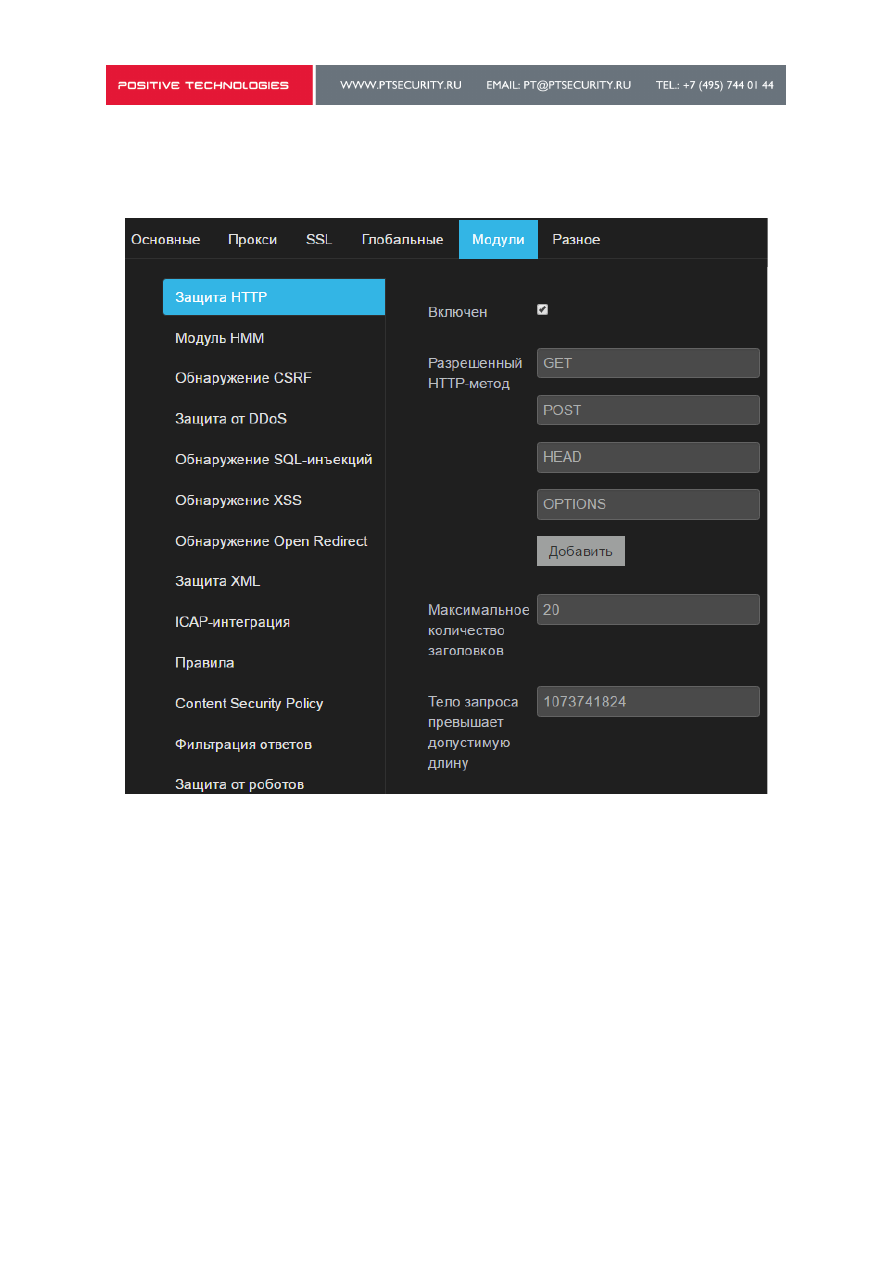 POSITIVE TECHNOLOGIES WWW.PTSECURITY.RU EMAIL: PT@PTSECURITY.RU TEL.: +7 (495) 744 01 44
Основные Прокси SSL Глобальные Модули Разное
Защита HTTP
Модуль HMM
Обнаружение CSRF
Защита от DDoS
Обнаружение SQL-инъекций
Обнаружение XSS
Обнаружение Open Redirect
Защита XML
ICAP-интеграция
Правила
Content Security Policy
Фильтрация ответов
Защита от роботов
Включен
Разрешенный
HTTP-метод
GET
POST
HEAD
OPTIONS
Добавить
Максимальное
количество
заголовков
20
Тело запроса
превышает
допустимую
длину
1073741824